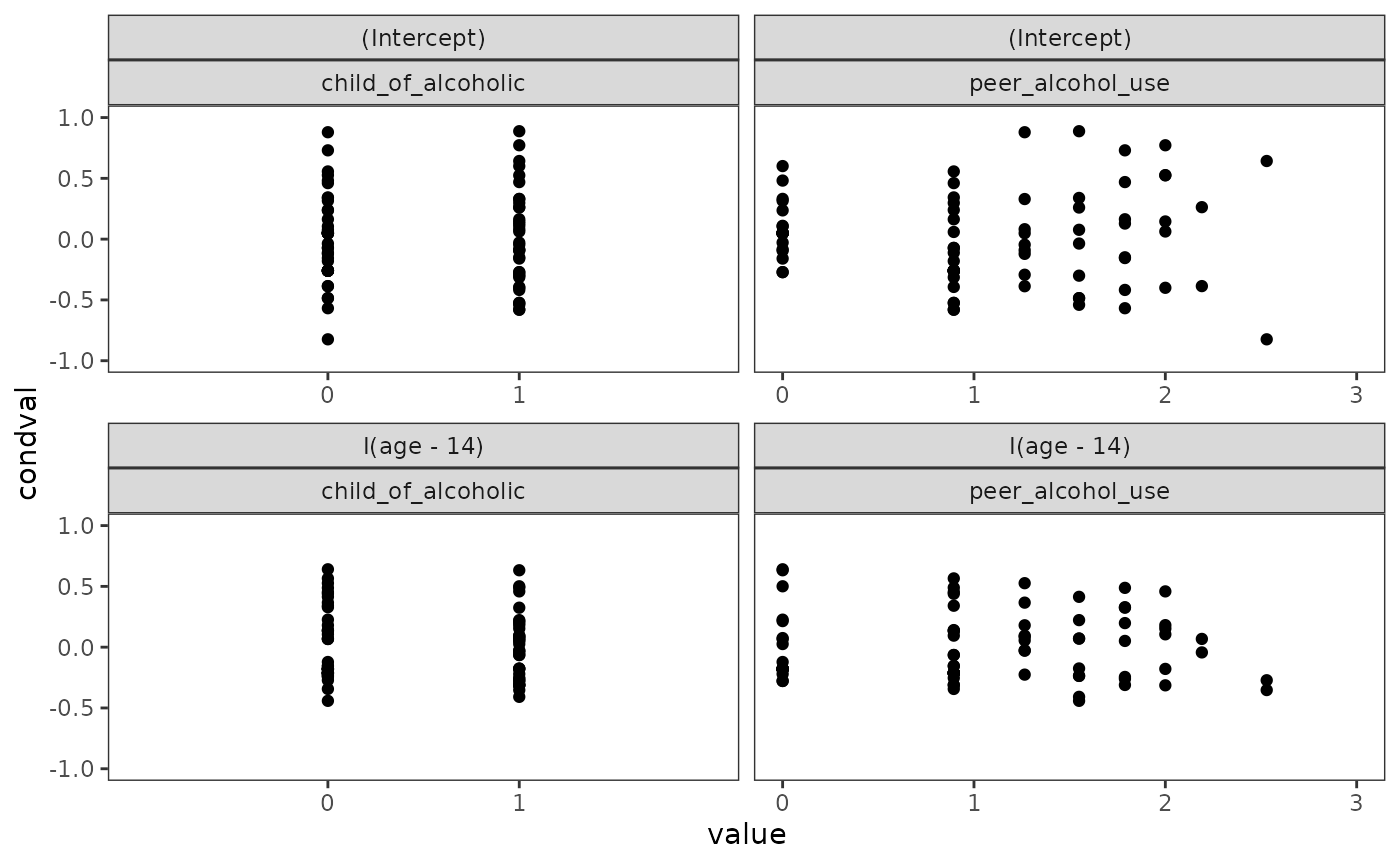 (Intercept) (Intercept)
child_of_alcoholic peer_alcohol_use
1.0
0.5
0.0
-0.5
-1.0
0 1 0 1 2 3
condval
I(age - 14) I(age - 14)
child_of_alcoholic peer_alcohol_use
1.0
0.5
0.0
-0.5
-1.0
0 1 0 1 2 3
value